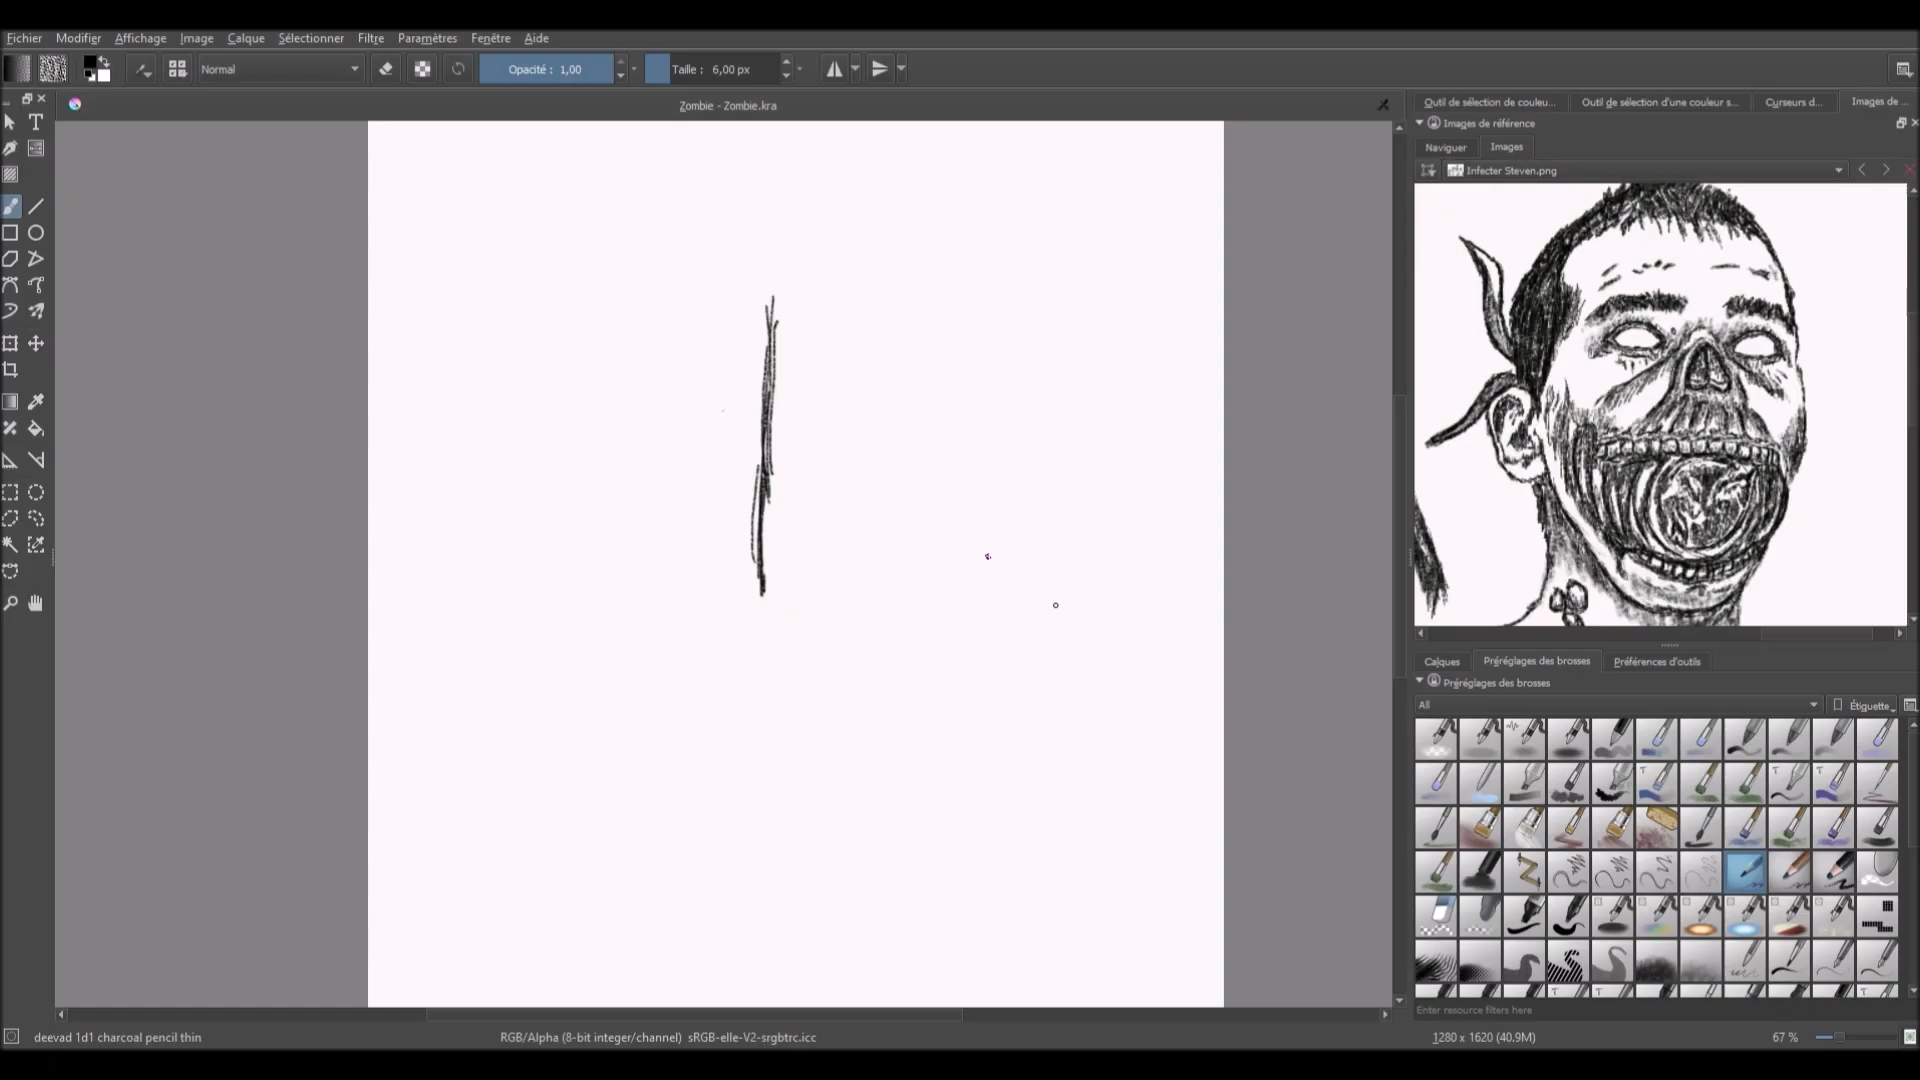 Fichier Modifier Affichage Image Calque Sélectionner Filtre Paramètres Fenêtre Aide
Normal Opacité : 1,00 Taille : 6,00 px
Zombie - Zombie.kra
Outil de sélection de couleu... Outil de sélection d'une couleur s... Curseurs d... Images de ...
Images de référence
Naviguer Images
Infecter Steven.png
Calques Préréglages des brosses Préférences d'outils
Préréglages des brosses
All Étiquette
Enter resource filters here
deevad 1d1 charcoal pencil thin RGB/Alpha (8-bit integer/channel) sRGB-elle-V2-srgbtrc.icc 1280 x 1620 (40.9M) 67 %